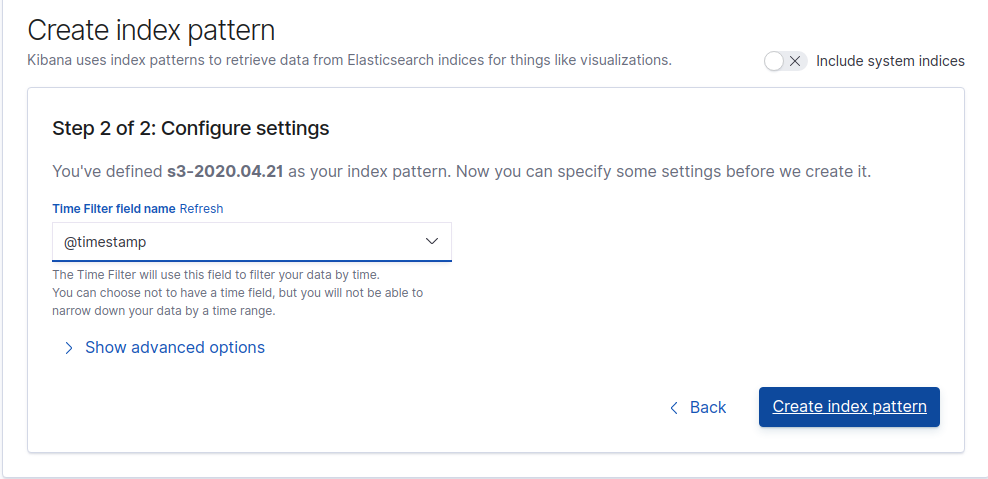 Create index pattern
Kibana uses index patterns to retrieve data from Elasticsearch indices for things like visualizations.
Include system indices
Step 2 of 2: Configure settings
You've defined s3-2020.04.21 as your index pattern. Now you can specify some settings before we create it.
Time Filter field name Refresh
@timestamp
The Time Filter will use this field to filter your data by time.
You can choose not to have a time field, but you will not be able to
narrow down your data by a time range.
Show advanced options
Back
Create index pattern